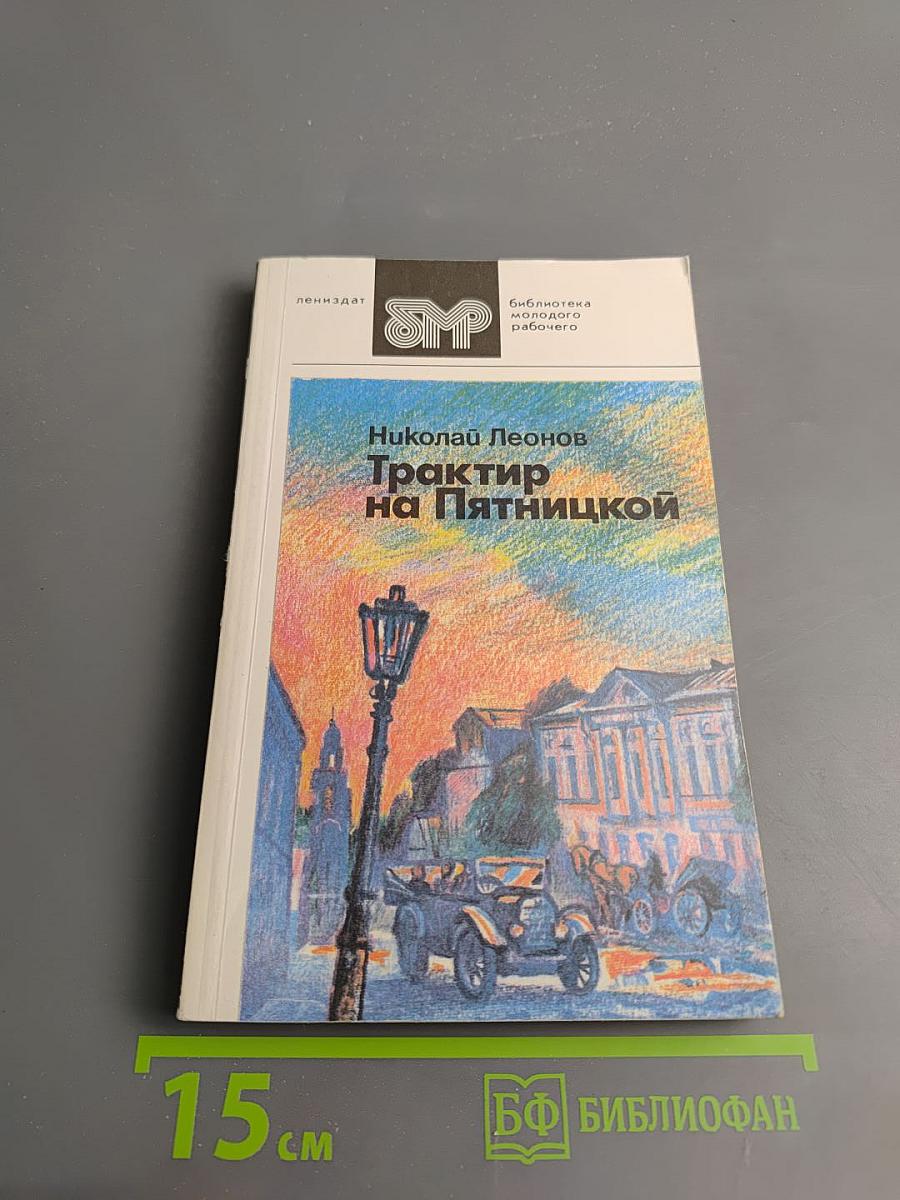 лениздат
бмр
библиотека
молодого
рабочего
Николай Леонов
Трактир
на Пятницкой
15 см
БФ БИБЛИОФАН